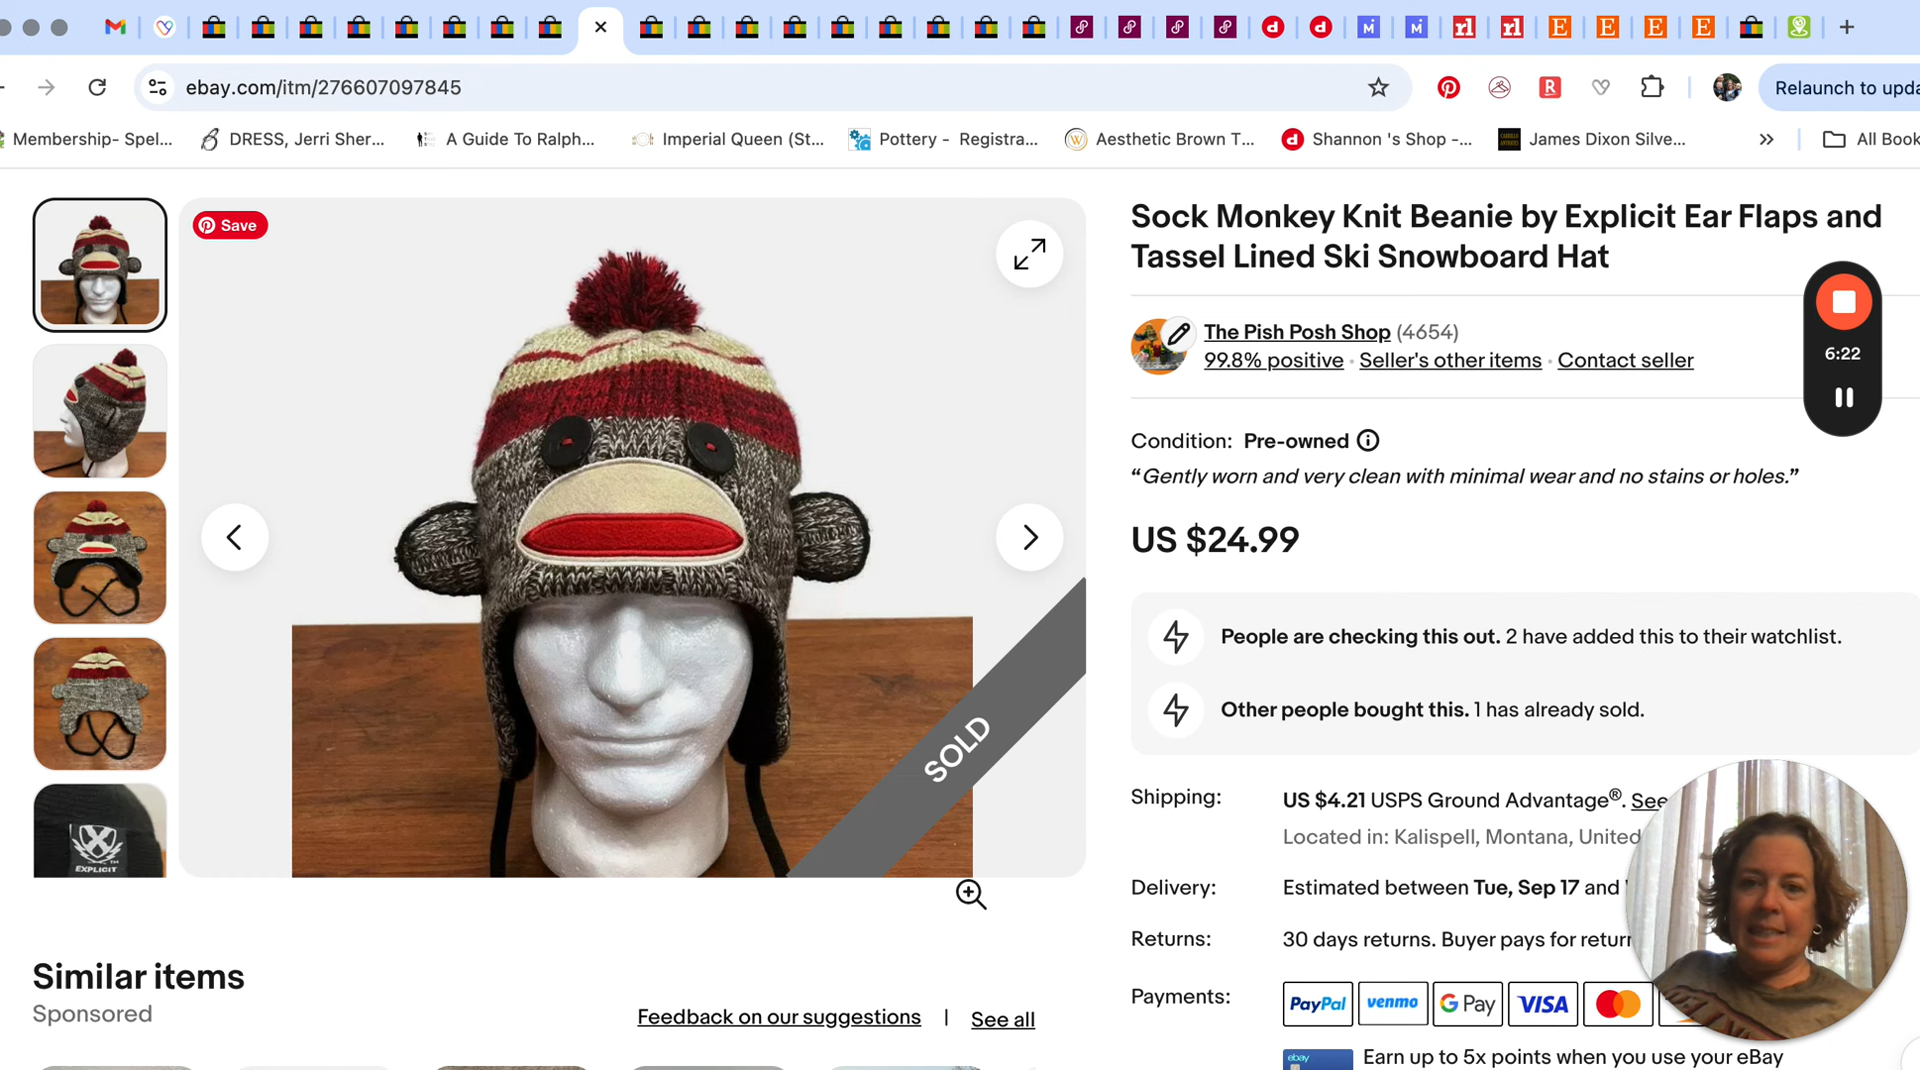 ebay.com/itm/276607097845
Relaunch to upda
Membership- Spel...
DRESS, Jerri Sher...
A Guide To Ralph...
Imperial Queen (St...
Pottery - Registra...
Aesthetic Brown T...
Shannon 's Shop -...
James Dixon Silve...
All Book
Save
SOLD
EXPLICIT
Sock Monkey Knit Beanie by Explicit Ear Flaps and
Tassel Lined Ski Snowboard Hat
The Pish Posh Shop (4654)
99.8% positive · Seller's other items · Contact seller
6:22
Condition: Pre-owned
“Gently worn and very clean with minimal wear and no stains or holes.”
US $24.99
People are checking this out. 2 have added this to their watchlist.
Other people bought this. 1 has already sold.
Shipping: US $4.21 USPS Ground Advantage®. See
Located in: Kalispell, Montana, United
Delivery: Estimated between Tue, Sep 17 and
Returns: 30 days returns. Buyer pays for return
Payments: PayPal venmo G Pay VISA
ebay Earn up to 5x points when you use your eBay
Similar items
Sponsored
Feedback on our suggestions | See all